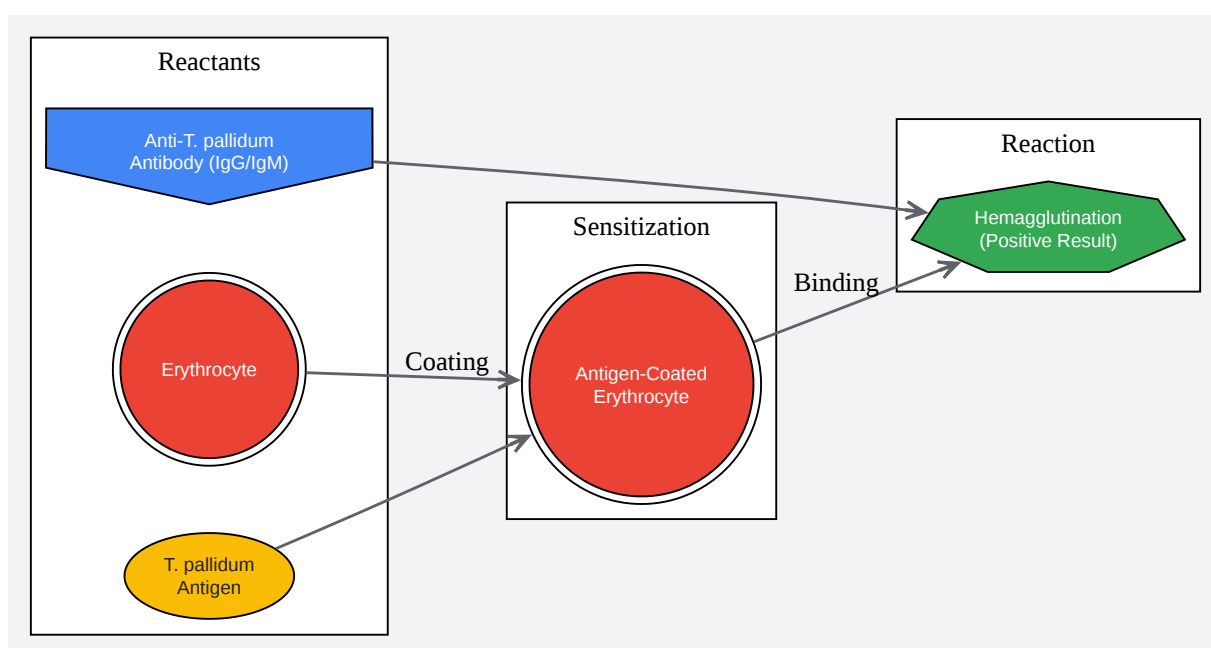 Reactants
Anti-T. pallidum
Antibody (IgG/IgM)
Erythrocyte
T. pallidum
Antigen
Coating
Sensitization
Antigen-Coated
Erythrocyte
Binding
Reaction
Hemagglutination
(Positive Result)